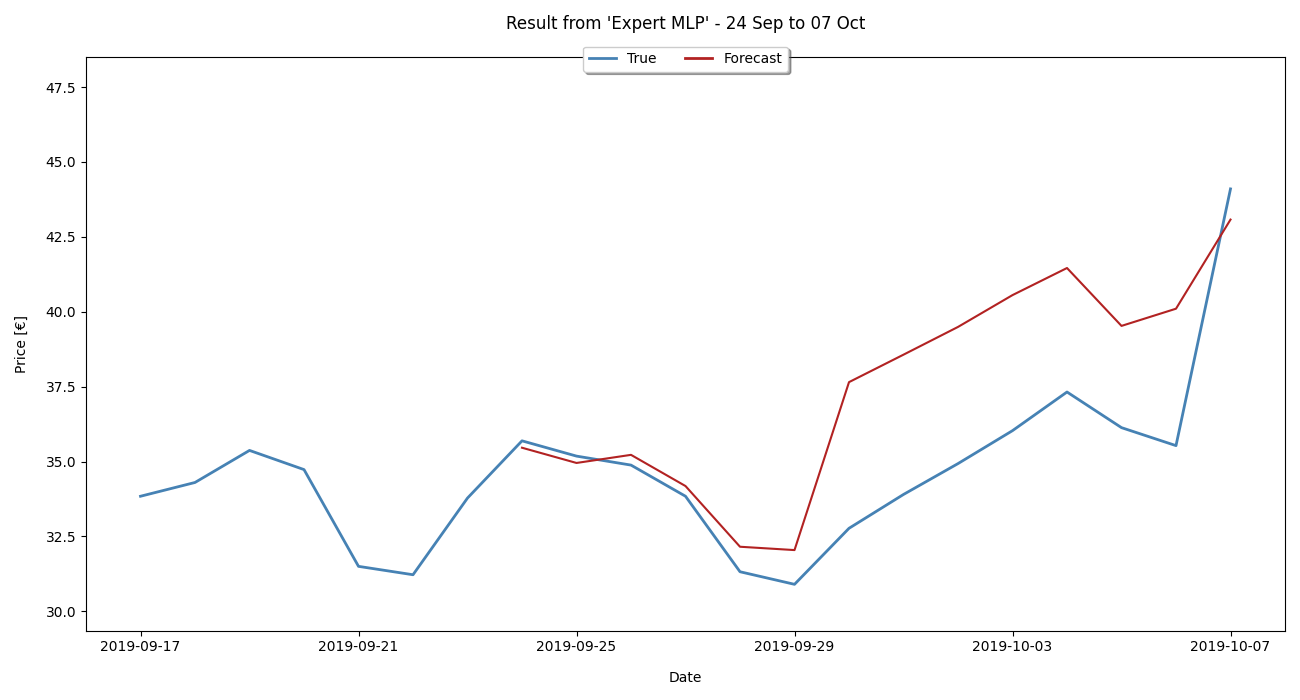 Result from 'Expert MLP' - 24 Sep to 07 Oct
True Forecast
47.5
45.0
42.5
40.0
37.5
35.0
32.5
30.0
Price [€]
2019-09-17 2019-09-21 2019-09-25 2019-09-29 2019-10-03 2019-10-07
Date